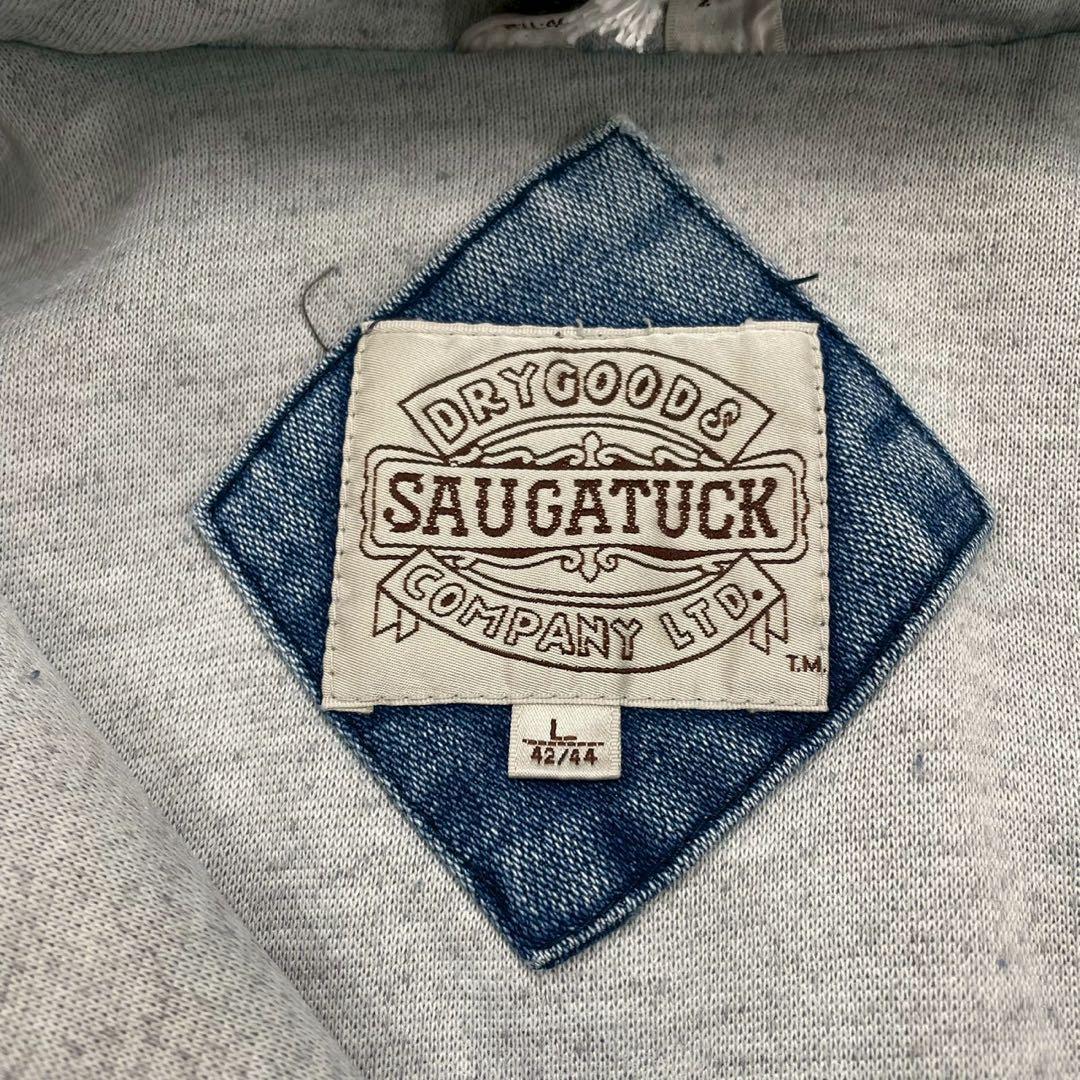 DRYGOODS
SAUGATUCK
COMPANY LTD.
T.M.
L
42/44